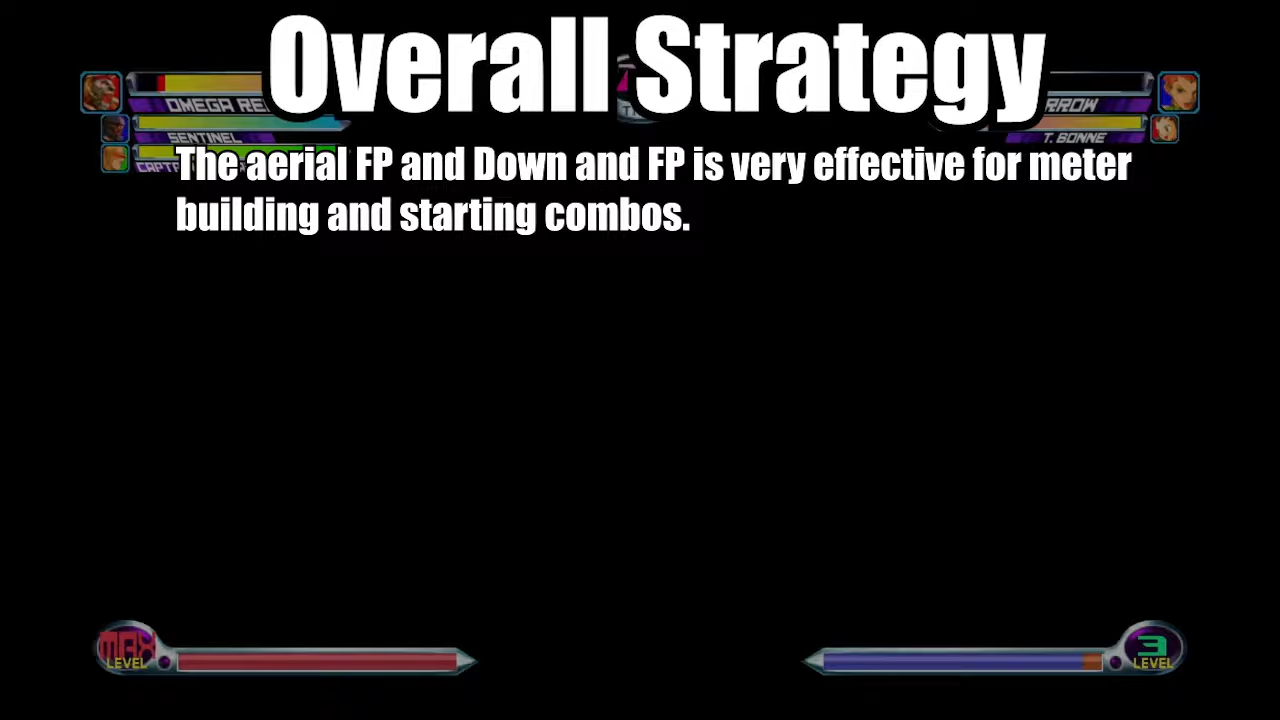 Overall Strategy
OMEGA RE
RROW
SENTINEL
T. BONNE
The aerial FP and Down and FP is very effective for meter
building and starting combos.
MAX
LEVEL
3
LEVEL